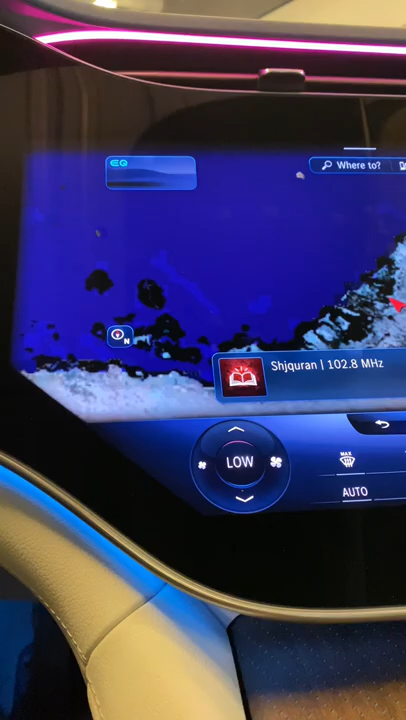 EQ
Where to?
N
Shjquran | 102.8 MHz
LOW
MAX
AUTO